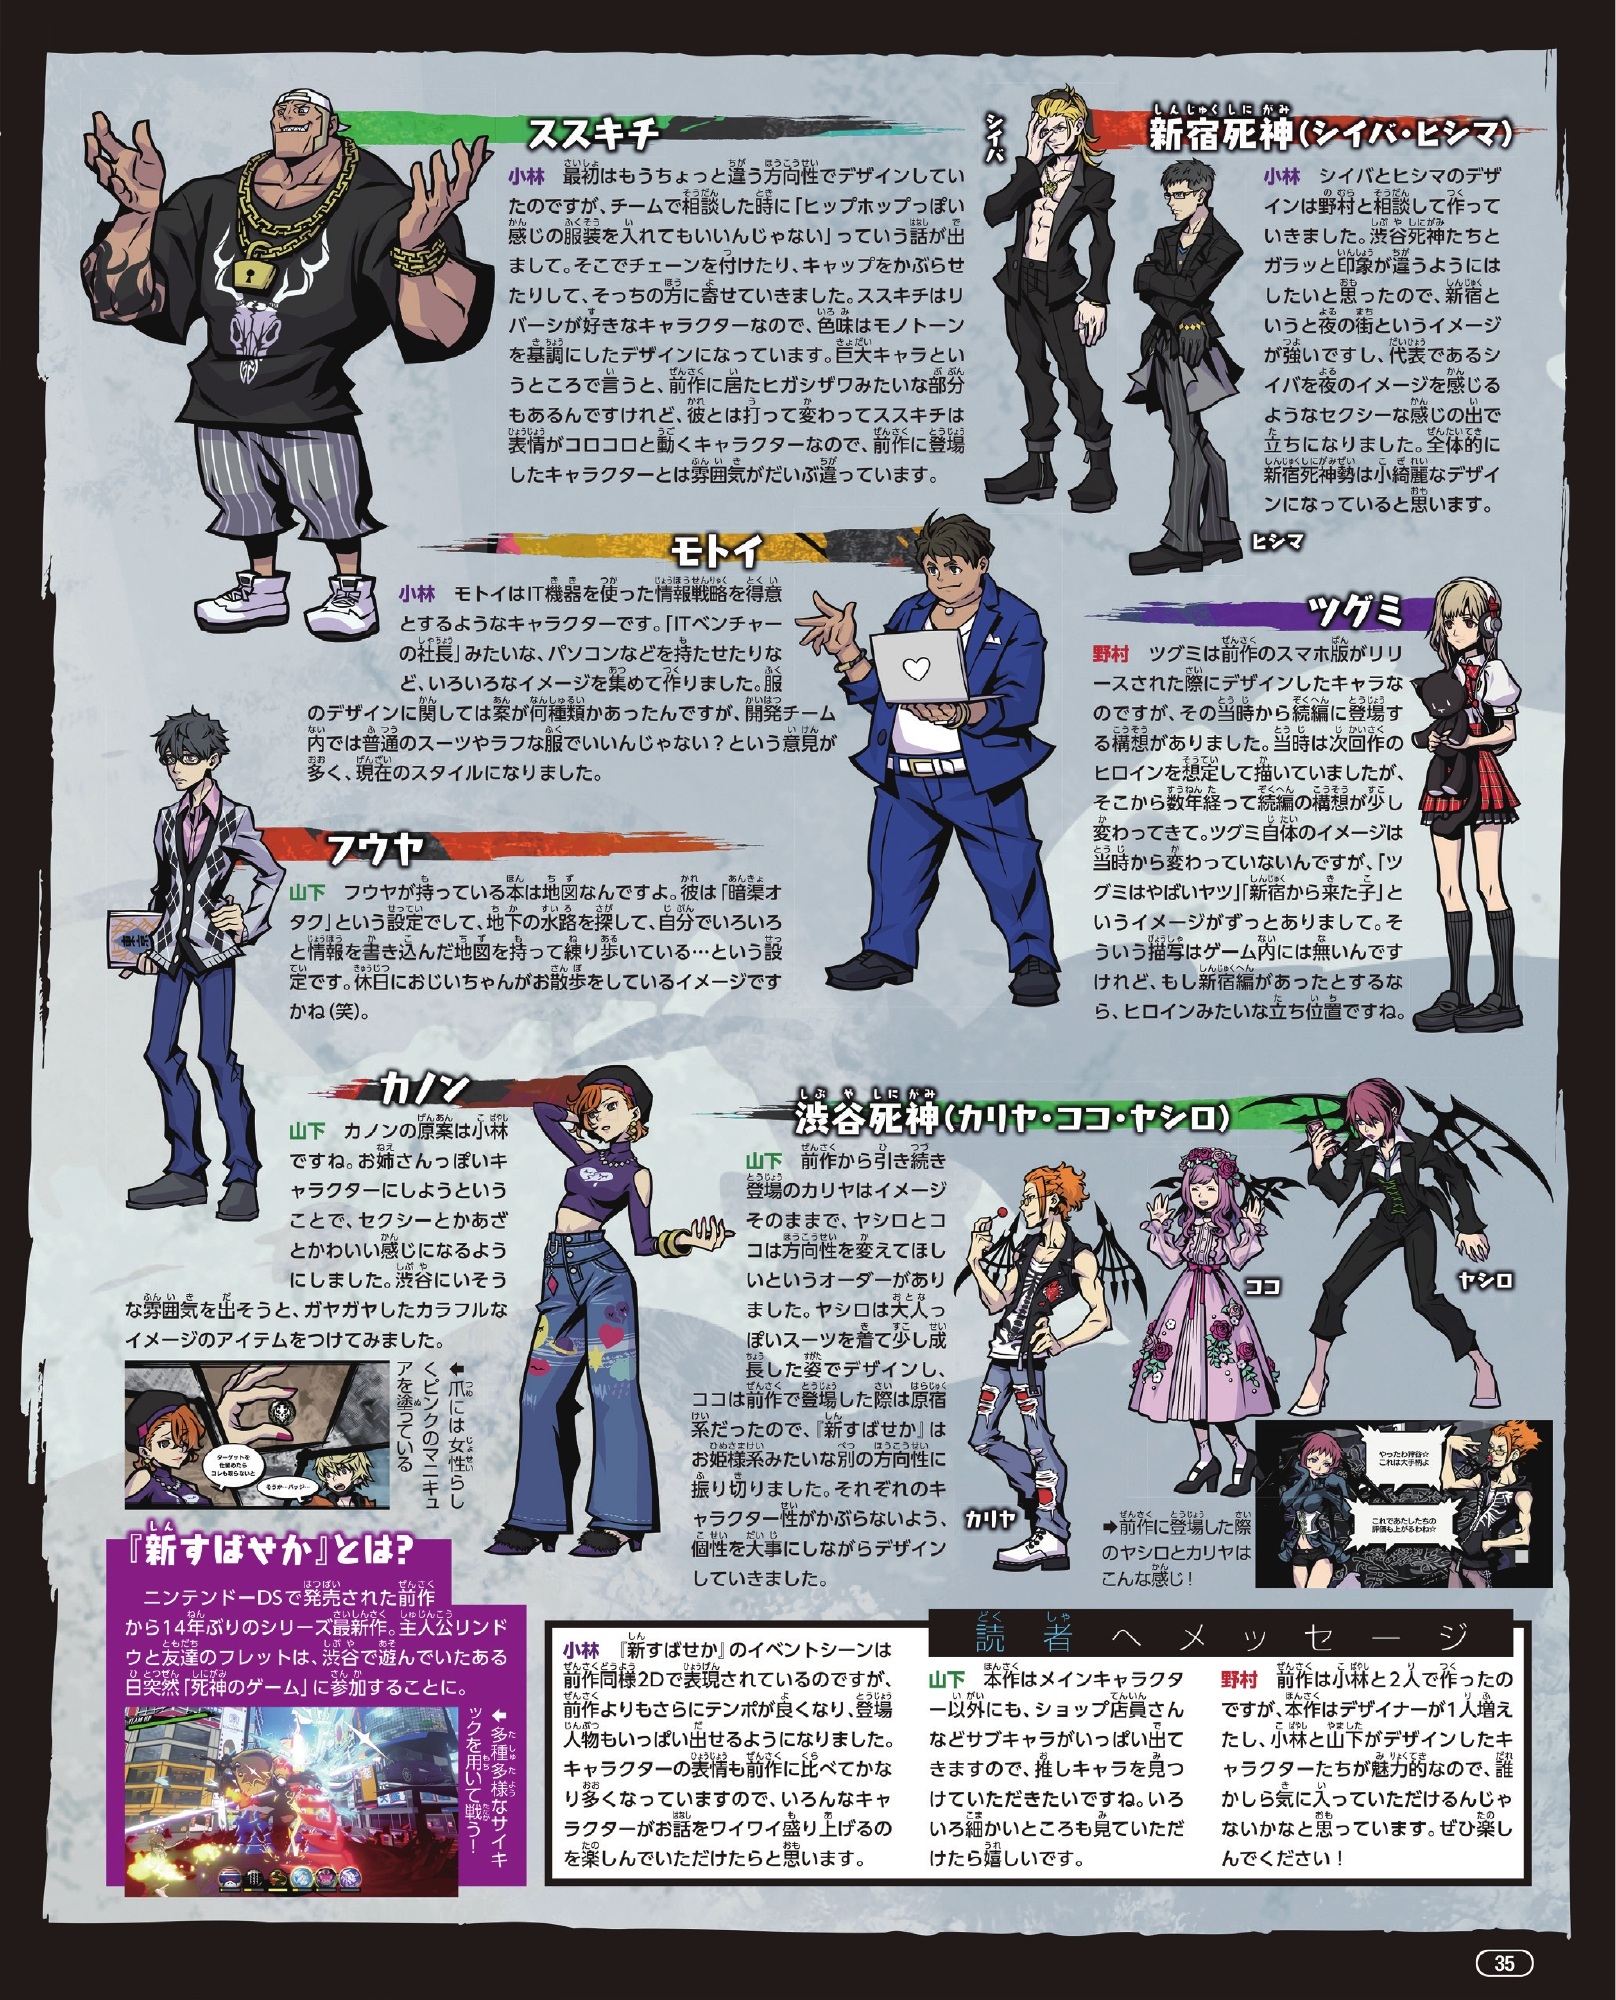 ススキチ
小林　最初はもうちょっと違う方向性でデザインしてい
たのですが、チームで相談した時に「ヒップホップっぽい
感じの服装を入れてもいいんじゃない」っていう話が出
まして。そこでチェーンを付けたり、キャップをかぶらせ
たりして、そっちの方に寄せていきました。ススキチはリ
バーシが好きなキャラクターなので、色味はモノトーン
を基調にしたデザインになっています。巨大キャラとい
うところで言うと、前作に居たヒガシザワみたいな部分
もあるんですけれど、彼とは打って変わってススキチは
表情がコロコロと動くキャラクターなので、前作に登場
したキャラクターとは雰囲気がだいぶ違っています。
シイバ
新宿死神（シイバ・ヒシマ）
小林　シイバとヒシマのデザ
インは野村と相談して作って
いきました。渋谷死神たちと
ガラッと印象が違うようには
したいと思ったので、新宿と
いうと夜の街というイメージ
が強いですし、代表であるシ
イバを夜のイメージを感じる
ようなセクシーな感じの出で
立ちになりました。全体的に
新宿死神勢は小綺麗なデザイ
ンになっていると思います。
ヒシマ
モトイ
小林　モトイはIT機器を使った情報戦略を得意
とするようなキャラクターです。「ITベンチャー
の社長」みたいな、パソコンなどを持たせたりな
ど、いろいろなイメージを集めて作りました。服
のデザインに関しては案が何種類かあったんですが、開発チーム
内では普通のスーツやラフな服でいいんじゃない？という意見が
多く、現在のスタイルになりました。
ツグミ
野村　ツグミは前作のスマホ版がリリ
ースされた際にデザインしたキャラな
のですが、その当時から続編に登場す
る構想がありました。当時は次回作の
ヒロインを想定して描いていましたが、
そこから数年経って続編の構想が少し
変わってきて。ツグミ自体のイメージは
当時から変わっていないんですが、「ツ
グミはやばいヤツ」「新宿から来た子」と
いうイメージがずっとありまして。そ
ういう描写はゲーム内には無いんです
けれど、もし新宿編があったとするな
ら、ヒロインみたいな立ち位置ですね。
フウヤ
山下　フウヤが持っている本は地図なんですよ。彼は「暗渠オ
タク」という設定でして、地下の水路を探して、自分でいろいろ
と情報を書き込んだ地図を持って練り歩いている…という設
定です。休日におじいちゃんがお散歩をしているイメージです
かね（笑）。
カノン
山下　カノンの原案は小林
ですね。お姉さんっぽいキ
ャラクターにしようという
ことで、セクシーとかあざ
とかわいい感じになるよう
にしました。渋谷にいそう
な雰囲気を出そうと、ガヤガヤしたカラフルな
イメージのアイテムをつけてみました。
ターゲットを
仕留めたら
コレも取らないと
そうか…バッジ…
⬅爪には女性らし
くピンクのマニキュ
アを塗っている
渋谷死神（カリヤ・ココ・ヤシロ）
山下　前作から引き続き
登場のカリヤはイメージ
そのままで、ヤシロとコ
コは方向性を変えてほし
いというオーダーがあり
ました。ヤシロは大人っ
ぽいスーツを着て少し成
長した姿でデザインし、
ココは前作で登場した際は原宿
系だったので、『新すばせか』は
お姫様系みたいな別の方向性に
振り切りました。それぞれのキ
ャラクター性がかぶらないよう、
個性を大事にしながらデザイン
していきました。
カリヤ
ココ
ヤシロ
やったわ狩谷☆
これは大手柄よ
これであたしたちの
評価も上がるわね☆
➡前作に登場した際
のヤシロとカリヤは
こんな感じ！
『新すばせか』とは?
ニンテンドーDSで発売された前作
から14年ぶりのシリーズ最新作。主人公リンド
ウと友達のフレットは、渋谷で遊んでいたある
日突然「死神のゲーム」に参加することに。
⬅多種多様なサイキ
ックを用いて戦う！
読者へメッセージ
小林　『新すばせか』のイベントシーンは
前作同様2Dで表現されているのですが、
前作よりもさらにテンポが良くなり、登場
人物もいっぱい出せるようになりました。
キャラクターの表情も前作に比べてかな
り多くなっていますので、いろんなキャ
ラクターがお話をワイワイ盛り上げるの
を楽しんでいただけたらと思います。
山下　本作はメインキャラクタ
ー以外にも、ショップ店員さん
などサブキャラがいっぱい出て
きますので、推しキャラを見つ
けていただきたいですね。いろ
いろ細かいところも見ていただ
けたら嬉しいです。
野村　前作は小林と2人で作ったの
ですが、本作はデザイナーが1人増え
たし、小林と山下がデザインしたキ
ャラクターたちが魅力的なので、誰
かしら気に入っていただけるんじゃ
ないかなと思っています。ぜひ楽し
んでください！
35